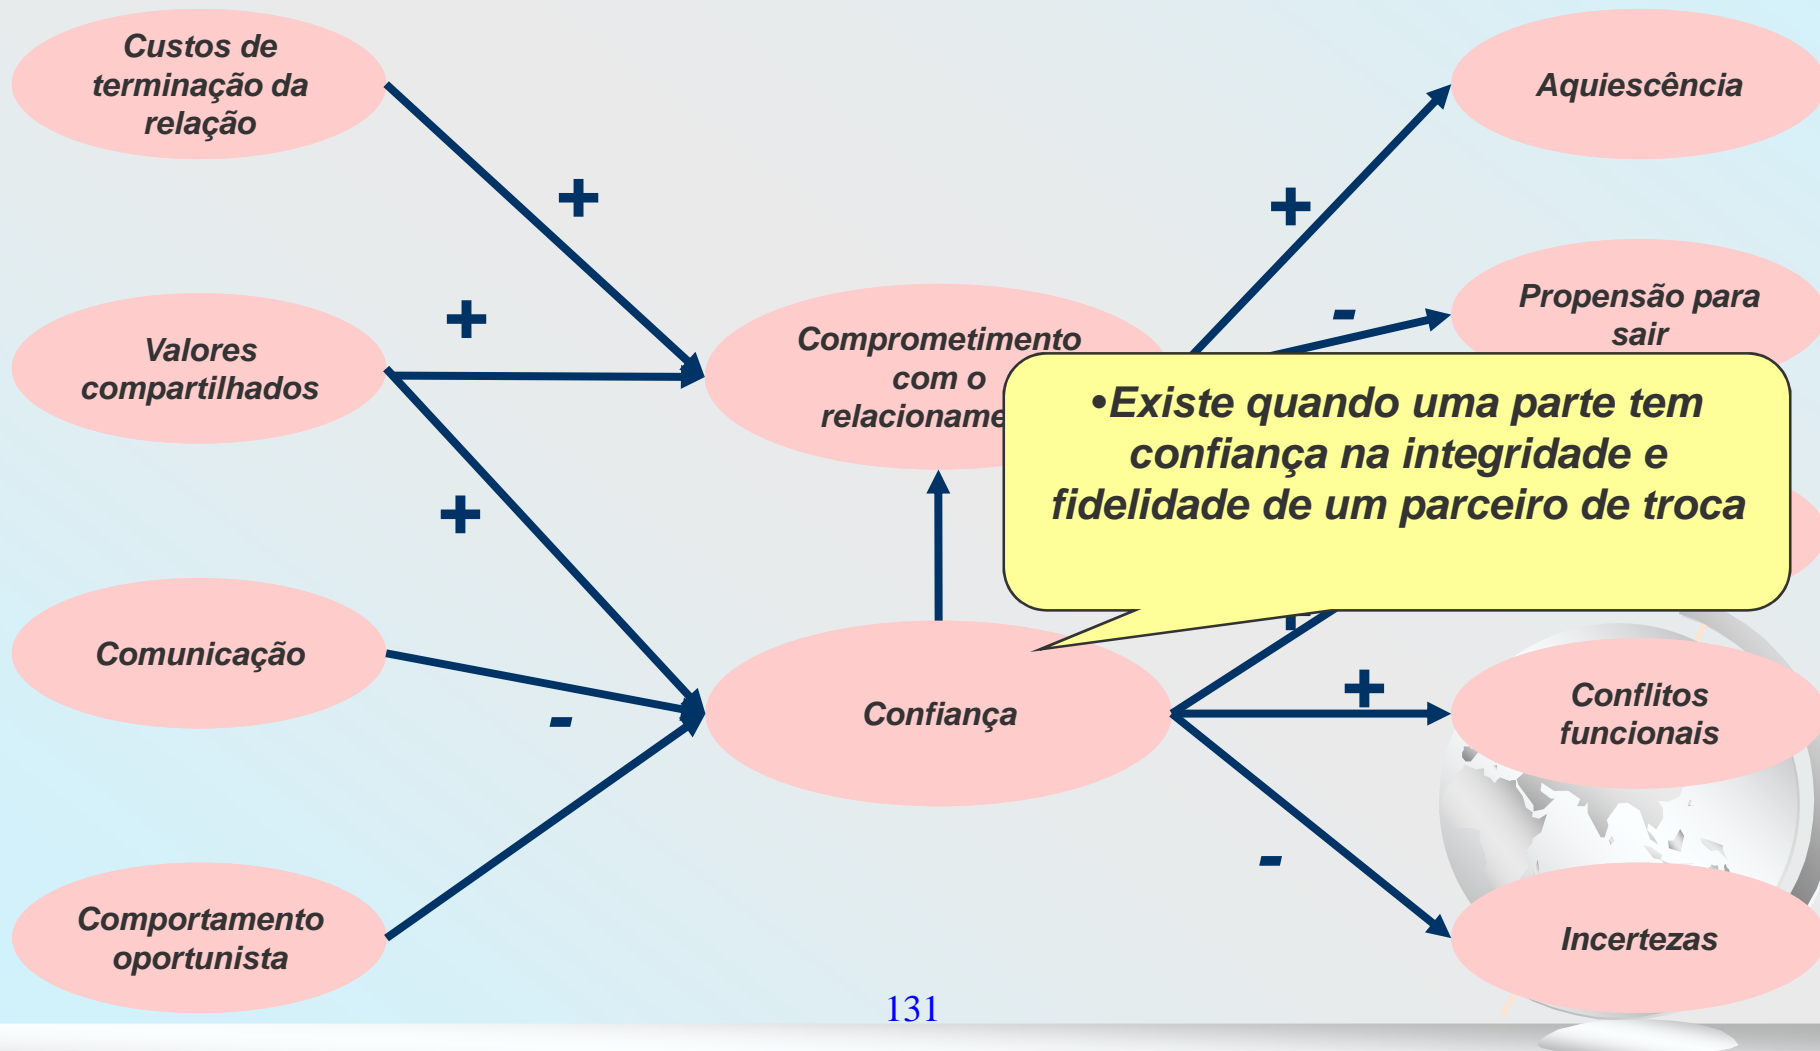 Custos de
terminação da
relação
Aquiescência
+
+
Propensão para
sair
-
+
Valores
compartilhados
Comprometimento
com o
•Existe quando uma parte tem
confiança na integridade e
fidelidade de um parceiro de troca
+
Comunicação
-
Confiança
+
Conflitos
funcionais
-
Comportamento
oportunista
Incertezas
131